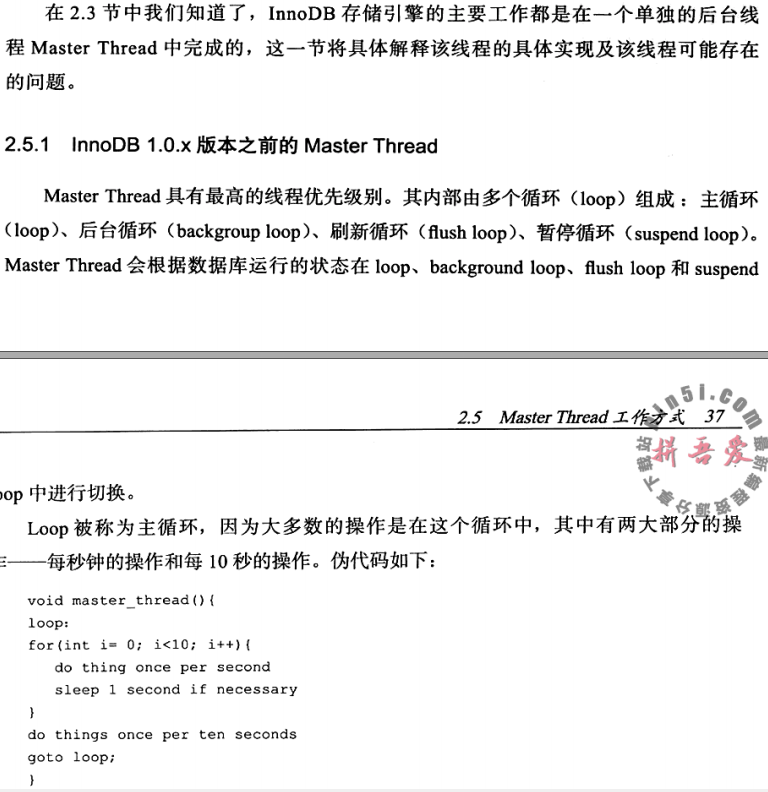 在 2.3 节中我们知道了，InnoDB 存储引擎的主要工作都是在一个单独的后台线
程 Master Thread 中完成的，这一节将具体解释该线程的具体实现及该线程可能存在
的问题。
2.5.1 InnoDB 1.0.x 版本之前的 Master Thread
Master Thread 具有最高的线程优先级别。其内部由多个循环（loop）组成：主循环
（loop）、后台循环（backgroup loop）、刷新循环（flush loop）、暂停循环（suspend loop）。
Master Thread 会根据数据库运行的状态在 loop、background loop、flush loop 和 suspend
2.5 Master Thread 工作方式 37
oop 中进行切换。
Loop 被称为主循环，因为大多数的操作是在这个循环中，其中有两大部分的操
——每秒钟的操作和每 10 秒的操作。伪代码如下：
void master_thread(){
loop:
for(int i= 0; i<10; i++){
do thing once per second
sleep 1 second if necessary
}
do things once per ten seconds
goto loop;
}
拼吾爱
最新编程资源分享下载站